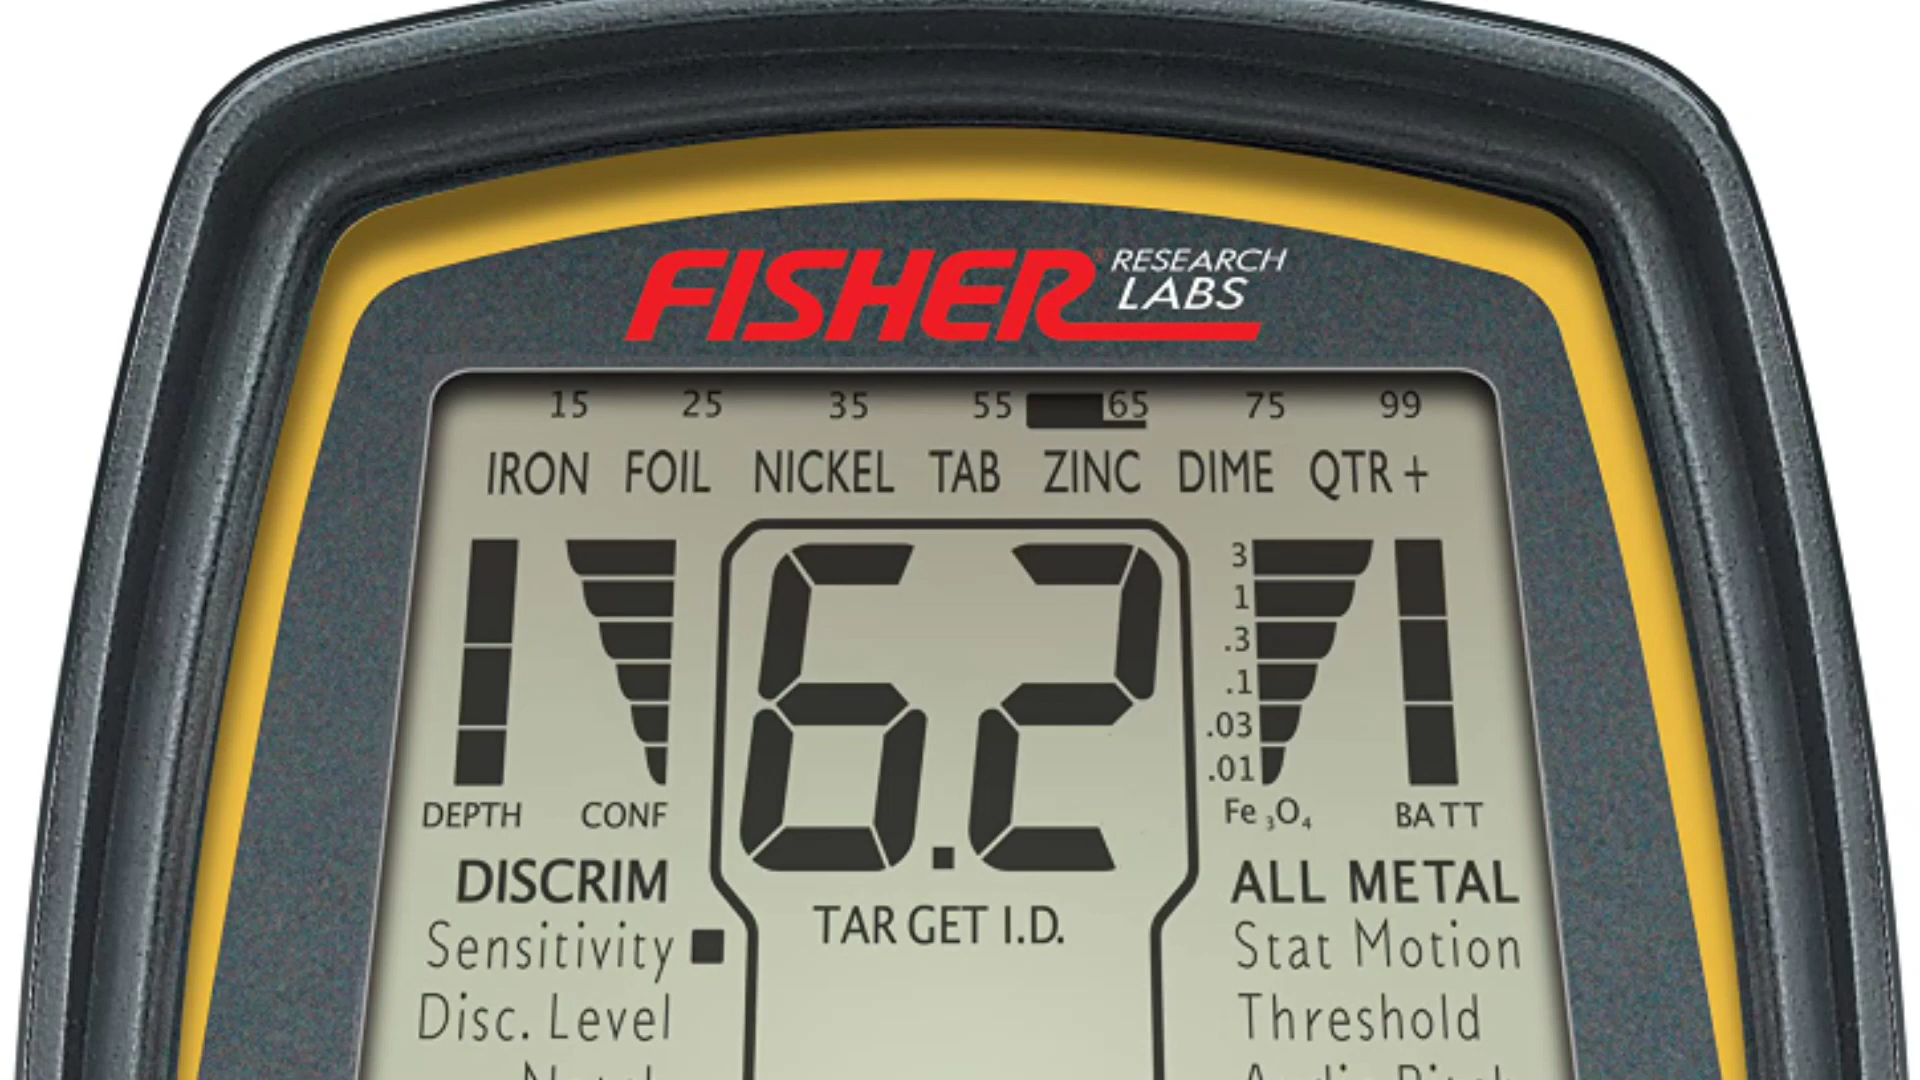 FISHER® RESEARCH
LABS
15 25 35 55 65 75 99
IRON FOIL NICKEL TAB ZINC DIME QTR +
6.2
3
1
.3
.1
.03
.01
DEPTH CONF Fe₃O₄ BATT
DISCRIM ALL METAL
TARGET I.D.
Sensitivity Stat Motion
Disc. Level Threshold
Audio Pitch